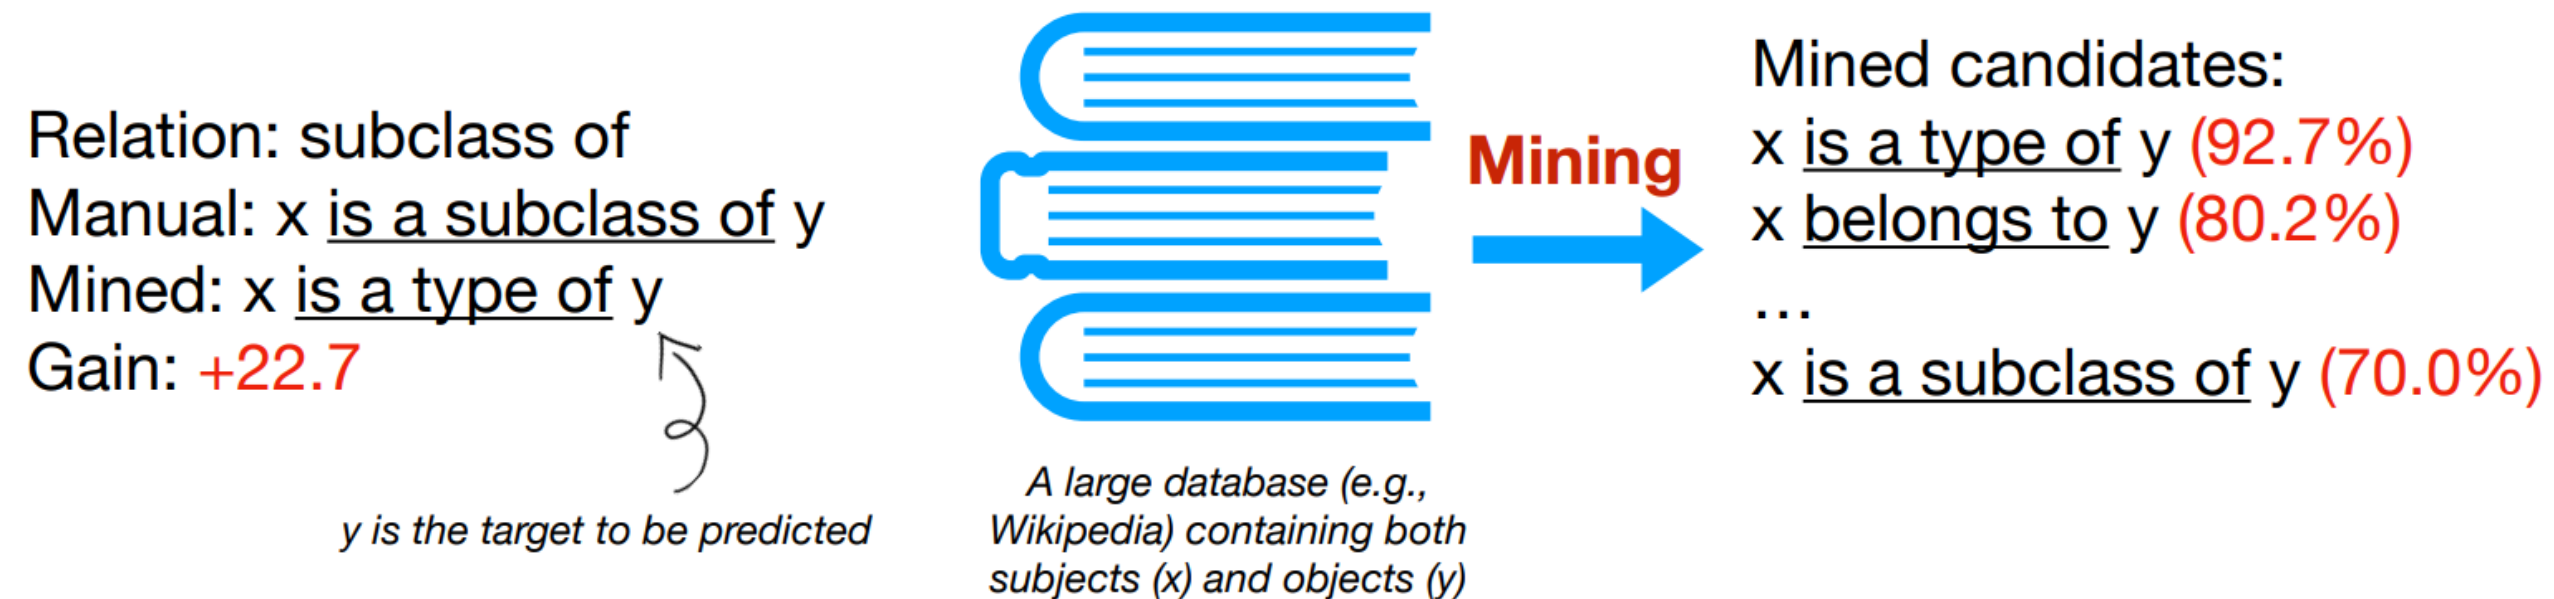 Relation: subclass of
Manual: x is a subclass of y
Mined: x is a type of y
Gain: +22.7
y is the target to be predicted
A large database (e.g.,
Wikipedia) containing both
subjects (x) and objects (y)
Mining
Mined candidates:
x is a type of y (92.7%)
x belongs to y (80.2%)
...
x is a subclass of y (70.0%)